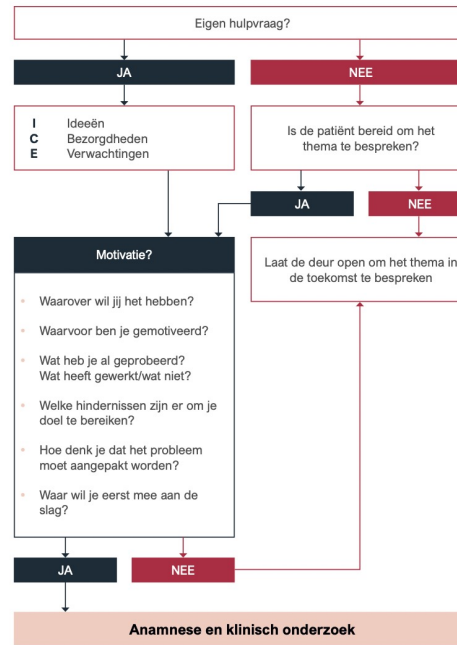 Eigen hulpvraag?
JA
NEE
I Ideeën
C Bezorgdheden
E Verwachtingen
Is de patiënt bereid om het
thema te bespreken?
JA
NEE
Motivatie?
Laat de deur open om het thema in
de toekomst te bespreken
• Waarover wil jij het hebben?
• Waarvoor ben je gemotiveerd?
• Wat heb je al geprobeerd?
Wat heeft gewerkt/wat niet?
• Welke hindernissen zijn er om je
doel te bereiken?
• Hoe denk je dat het probleem
moet aangepakt worden?
• Waar wil je eerst mee aan de
slag?
JA
NEE
Anamnese en klinisch onderzoek